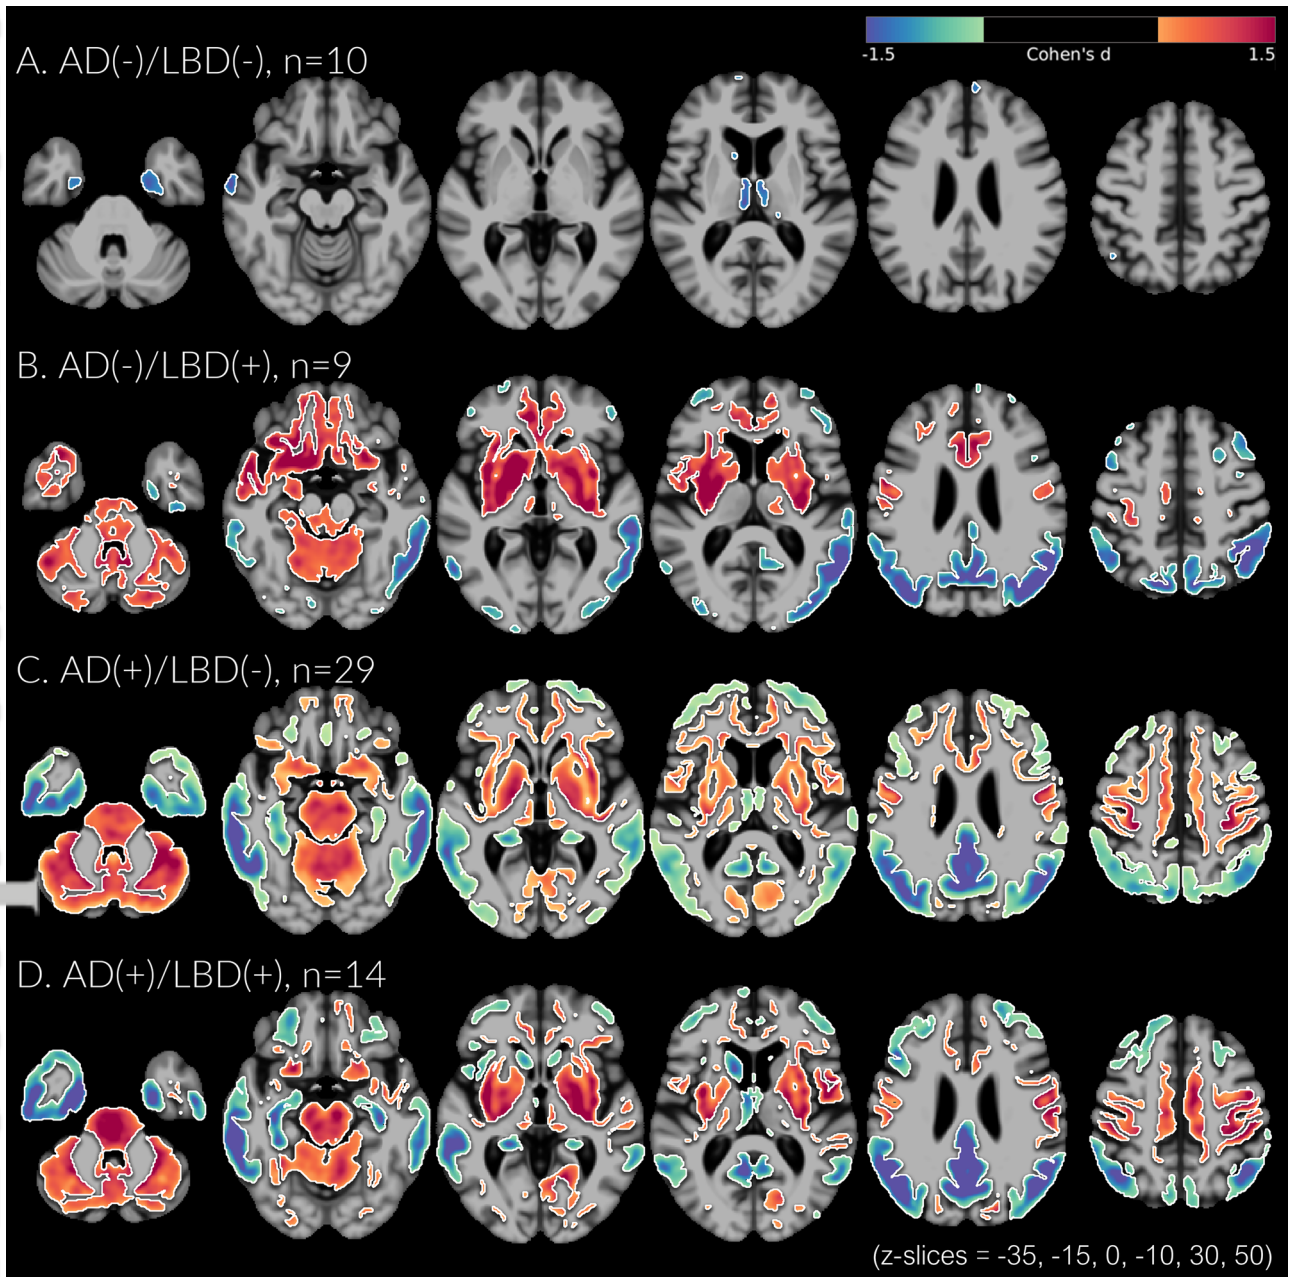 A. AD(-)/LBD(-), n=10
-1.5 Cohen's d 1.5
B. AD(-)/LBD(+), n=9
C. AD(+)/LBD(-), n=29
D. AD(+)/LBD(+), n=14
(z-slices = -35, -15, 0, -10, 30, 50)